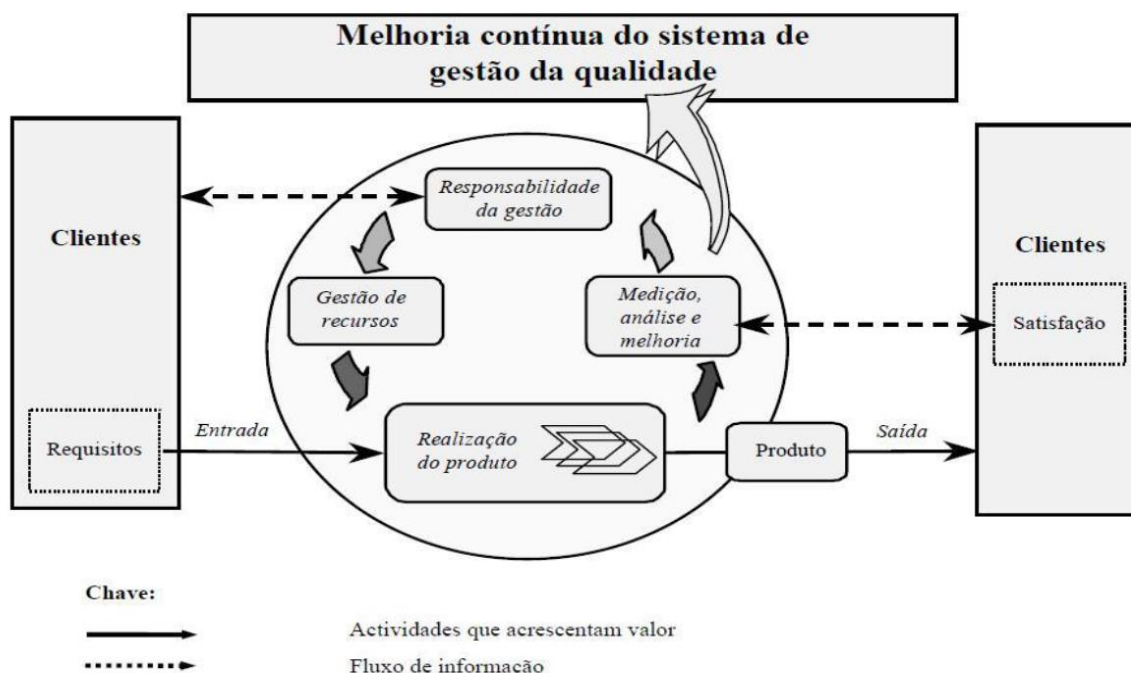 Melhoria contínua do sistema de
gestão da qualidade
Clientes
Requisitos
Entrada
Responsabilidade
da gestão
Gestão de
recursos
Medição,
análise e
melhoria
Realização
do produto
Produto
Saída
Clientes
Satisfação
Chave:
Actividades que acrescentam valor
Fluxo de informação